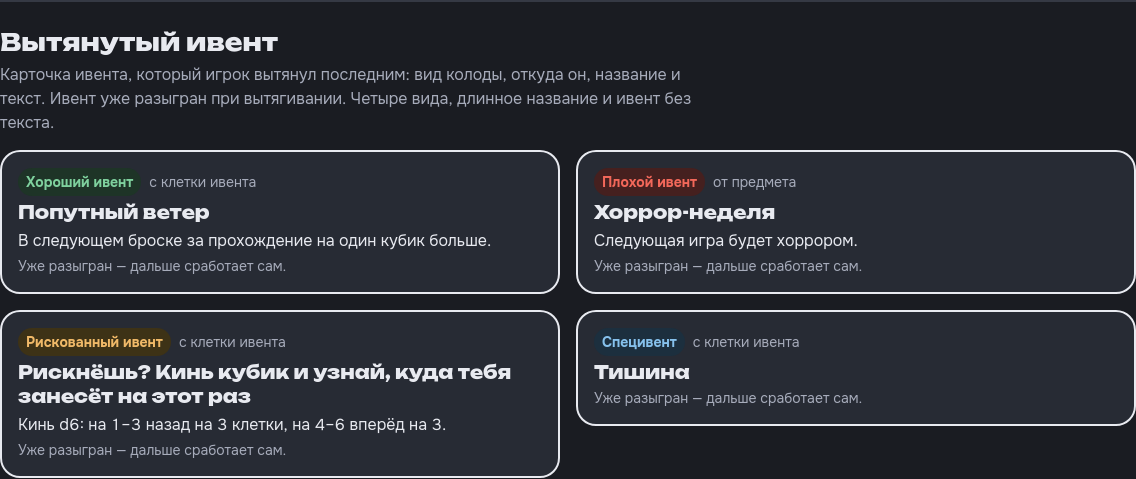 Вытянутый ивент
Карточка ивента, который игрок вытянул последним: вид колоды, откуда он, название и
текст. Ивент уже разыгран при вытягивании. Четыре вида, длинное название и ивент без
текста.
Хороший ивент с клетки ивента
Попутный ветер
В следующем броске за прохождение на один кубик больше.
Уже разыгран — дальше сработает сам.
Плохой ивент от предмета
Хоррор-неделя
Следующая игра будет хоррором.
Уже разыгран — дальше сработает сам.
Рискованный ивент с клетки ивента
Рискнёшь? Кинь кубик и узнай, куда тебя
занесёт на этот раз
Кинь d6: на 1–3 назад на 3 клетки, на 4–6 вперёд на 3.
Уже разыгран — дальше сработает сам.
Специвент с клетки ивента
Тишина
Уже разыгран — дальше сработает сам.